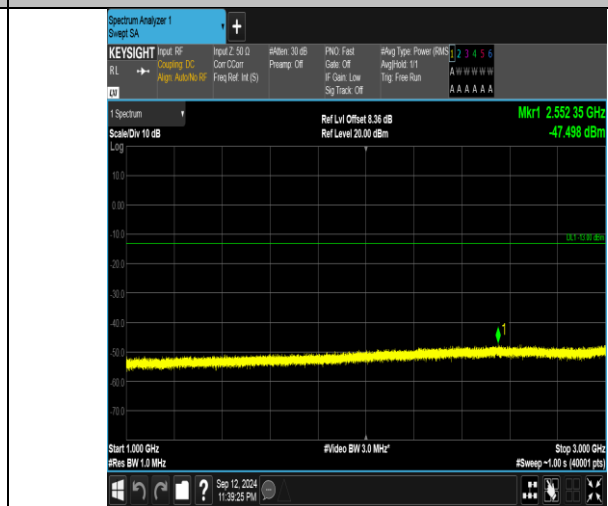 Spectrum Analyzer 1
Swept SA
+
KEYSIGHT
RL
LXI
Input: RF
Coupling: DC
Align: Auto/No RF
Input Z: 50 Ω
Corr CCorr
Freq Ref: Int (S)
#Atten: 30 dB
Preamp: Off
PNO: Fast
Gate: Off
IF Gain: Low
Sig Track: Off
#Avg Type: Power (RMS
Avg|Hold: 1/1
Trig: Free Run
1 2 3 4 5 6
A W W W W W
A A A A A A
1 Spectrum
Scale/Div 10 dB
Ref Lvl Offset 8.36 dB
Ref Level 20.00 dBm
Mkr1 2.552 35 GHz
-47.498 dBm
Log
10.0
0.00
-10.0
DL1 -13.00 dBm
-20.0
-30.0
1
-40.0
-50.0
-60.0
-70.0
Start 1.000 GHz
#Video BW 3.0 MHz*
Stop 3.000 GHz
#Res BW 1.0 MHz
#Sweep ~1.00 s (40001 pts)
?
Sep 12, 2024
11:39:25 PM